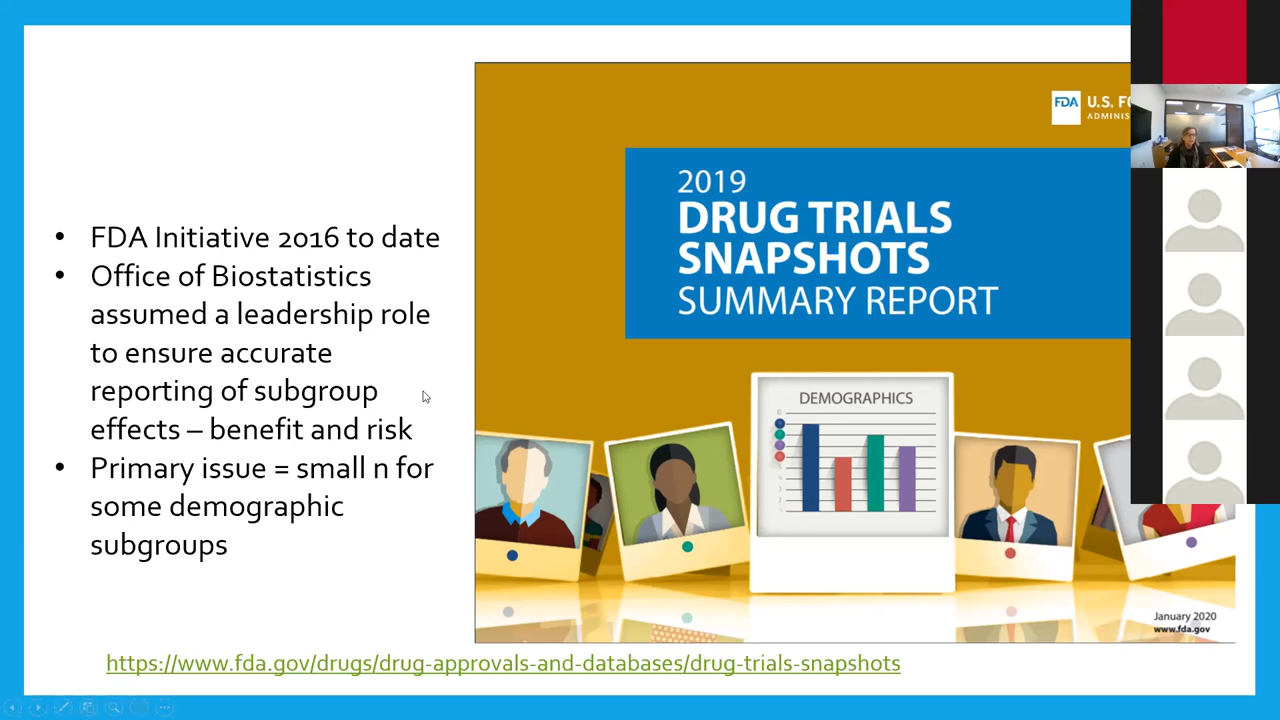 FDA Initiative 2016 to date
Office of Biostatistics
assumed a leadership role
to ensure accurate
reporting of subgroup
effects – benefit and risk
Primary issue = small n for
some demographic
subgroups
FDA U.S. FO
ADMINIS
2019
DRUG TRIALS
SNAPSHOTS
SUMMARY REPORT
DEMOGRAPHICS
January 2020
www.fda.gov
https://www.fda.gov/drugs/drug-approvals-and-databases/drug-trials-snapshots